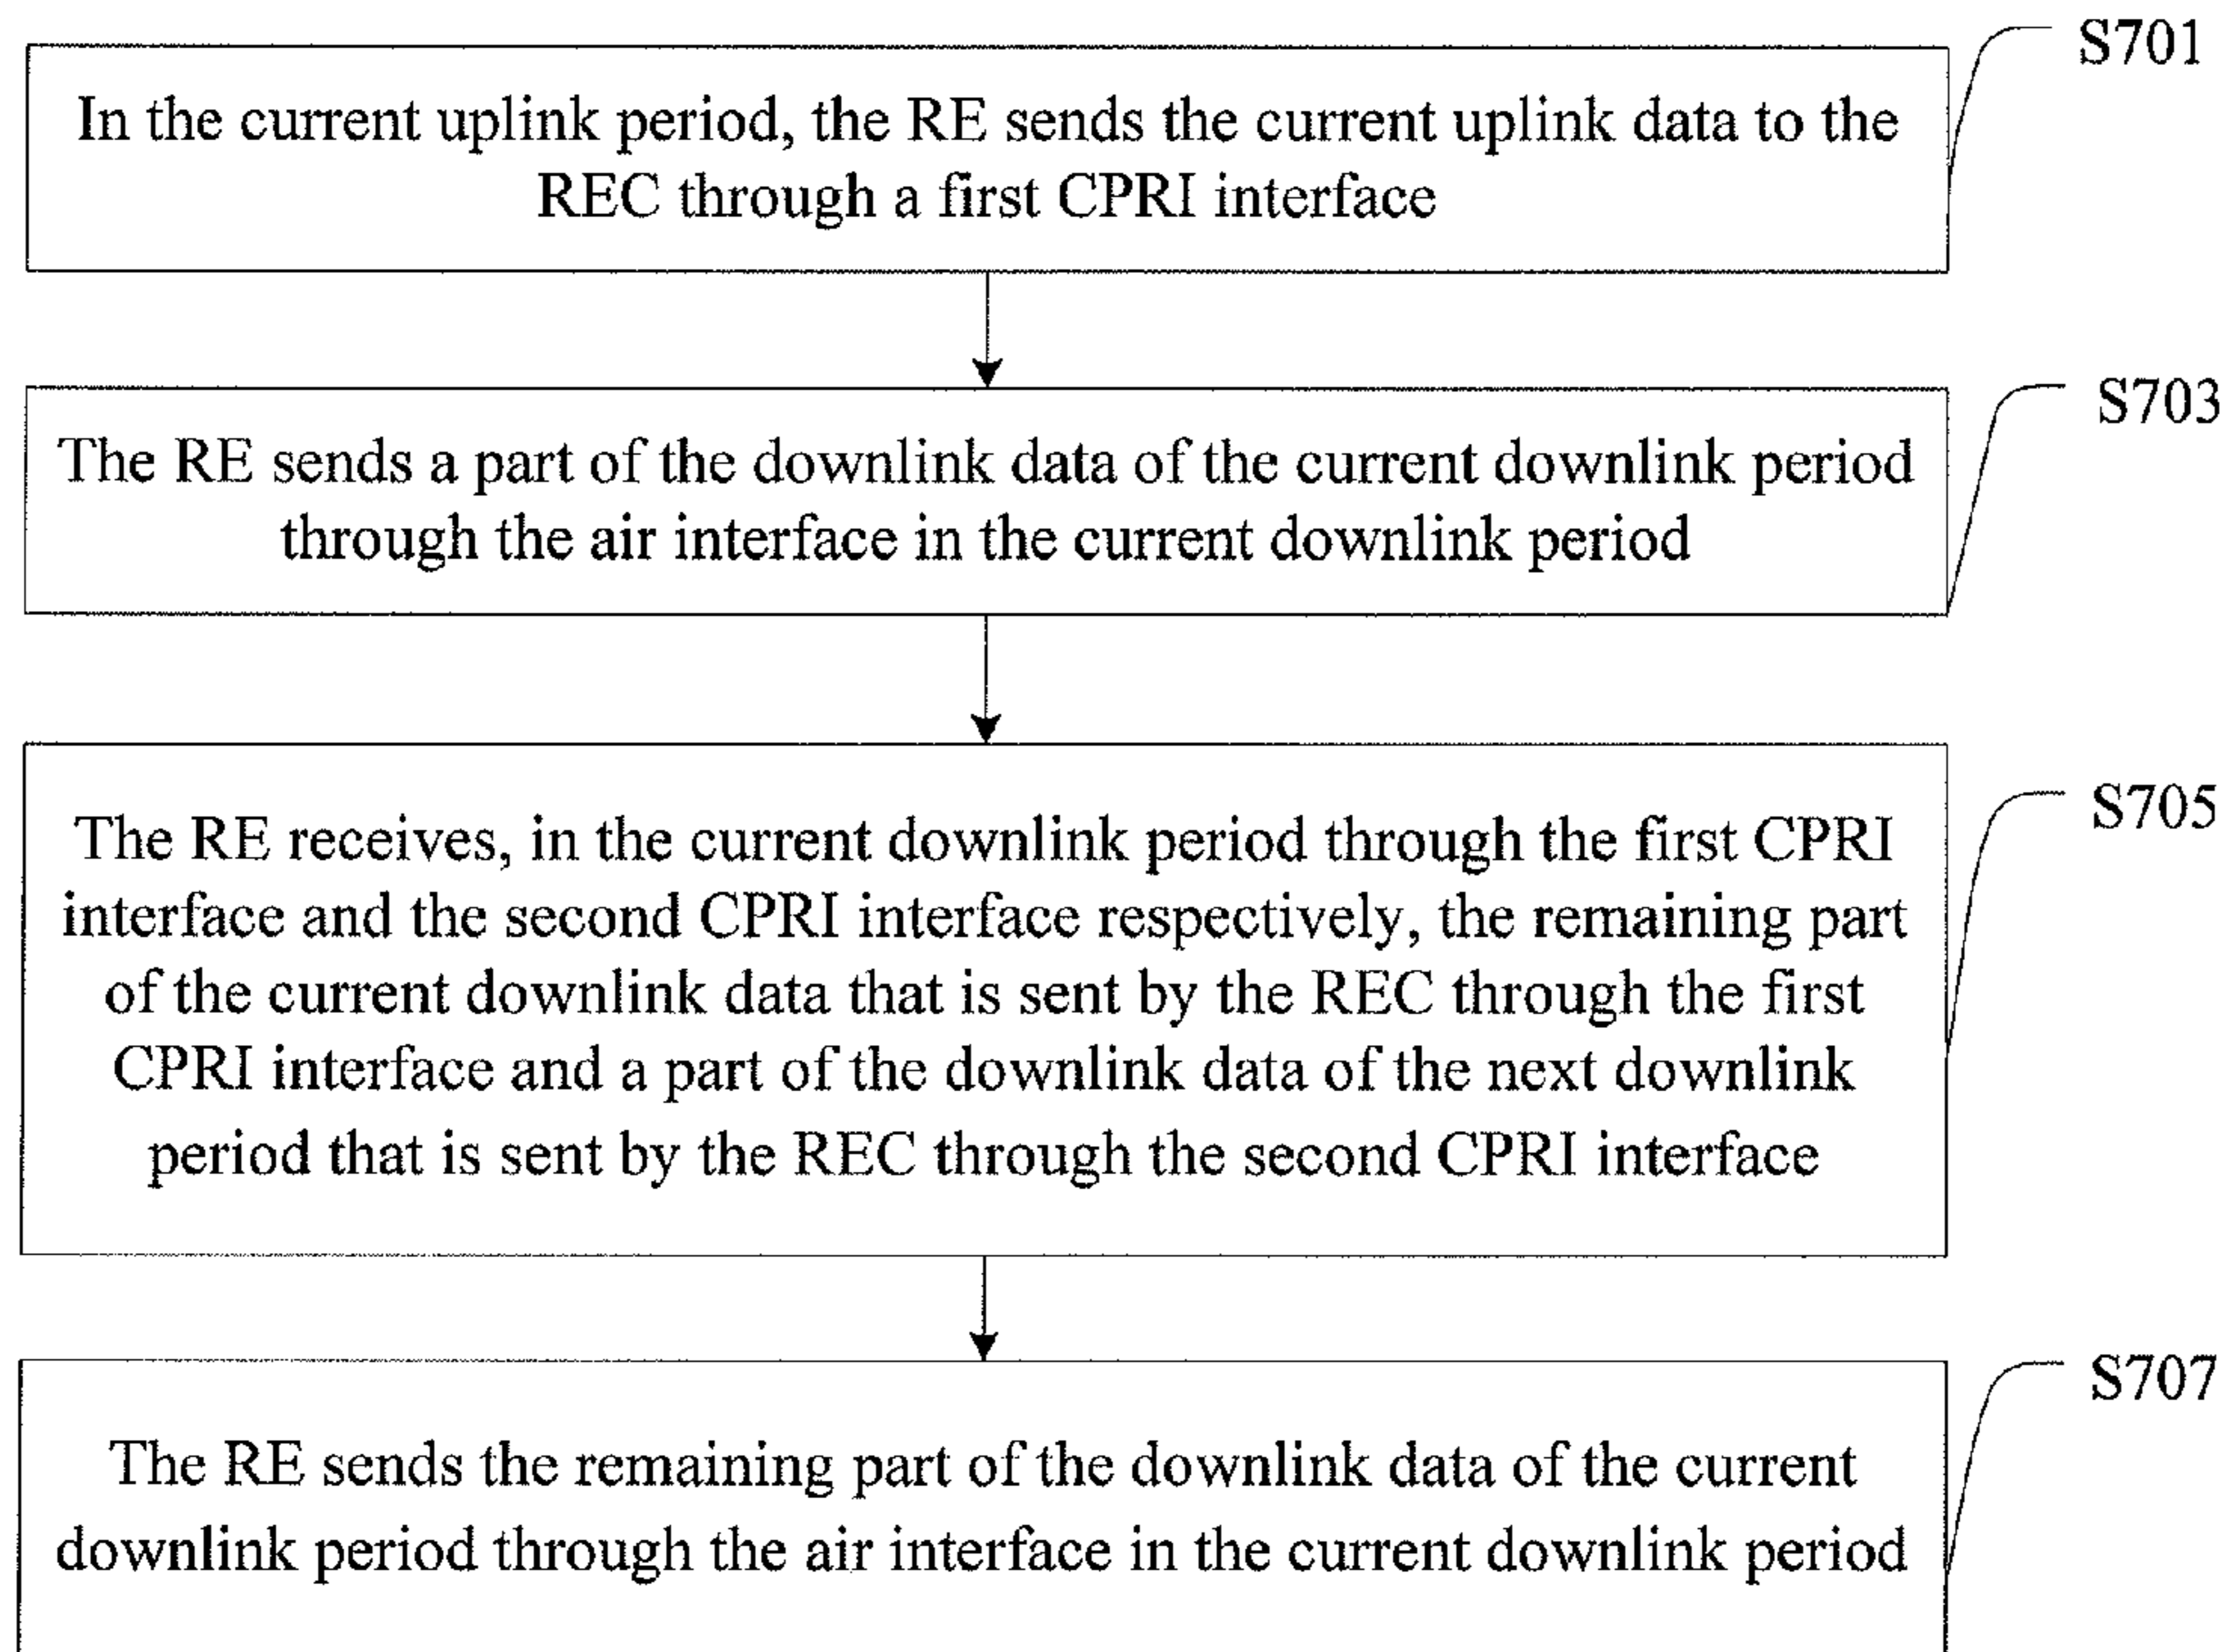 S701
In the current uplink period, the RE sends the current uplink data to the
REC through a first CPRI interface
S703
The RE sends a part of the downlink data of the current downlink period
through the air interface in the current downlink period
S705
The RE receives, in the current downlink period through the first CPRI
interface and the second CPRI interface respectively, the remaining part
of the current downlink data that is sent by the REC through the first
CPRI interface and a part of the downlink data of the next downlink
period that is sent by the REC through the second CPRI interface
S707
The RE sends the remaining part of the downlink data of the current
downlink period through the air interface in the current downlink period